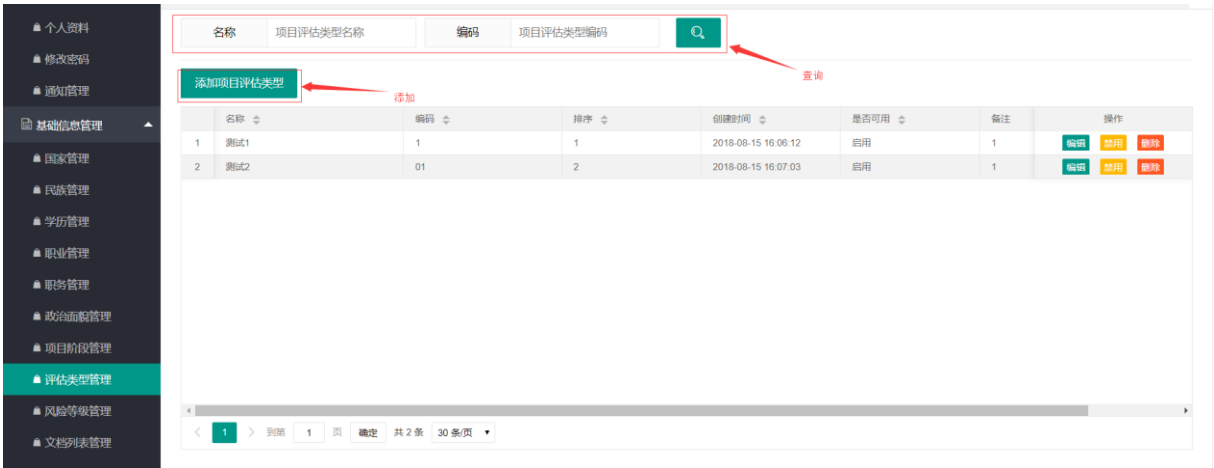 个人资料
修改密码
通知管理
基础信息管理
国家管理
民族管理
学历管理
职业管理
职务管理
政治面貌管理
项目阶段管理
评估类型管理
风险等级管理
文档列表管理
名称 项目评估类型名称 编码 项目评估类型编码
查询
添加项目评估类型
添加
名称 编码 排序 创建时间 是否可用 备注 操作
1 测试1 1 1 2018-08-15 16:06:12 启用 1 编辑 禁用 删除
2 测试2 01 2 2018-08-15 16:07:03 启用 1 编辑 禁用 删除
1 到第 1 页 确定 共 2 条 30 条/页